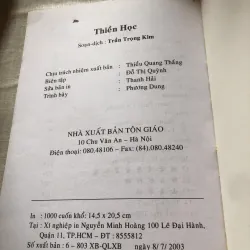 Thiền Học
Soạn dịch : Trần Trọng Kim
Chịu trách nhiệm xuất bản : Thiều Quang Thắng
Biên tập : Đỗ Thị Quỳnh
Sửa bản in : Thanh Hải
Trình bày : Phương Dung
NHÀ XUẤT BẢN TÔN GIÁO
10 Chu Văn An – Hà Nội
Điện thoại: 080.48106 – Fax: (84).080.48240
In : 1000 cuốn khổ: 14,5 x 20,5 cm
Tại : Xí nghiệp in Nguyễn Minh Hoàng 100 Lê Đại Hành,
Quận 11, TP.HCM – ĐT : 8555812
Số xuất bản : 6 – 803 XB-QLXB ngày 8/ 7/ 2003